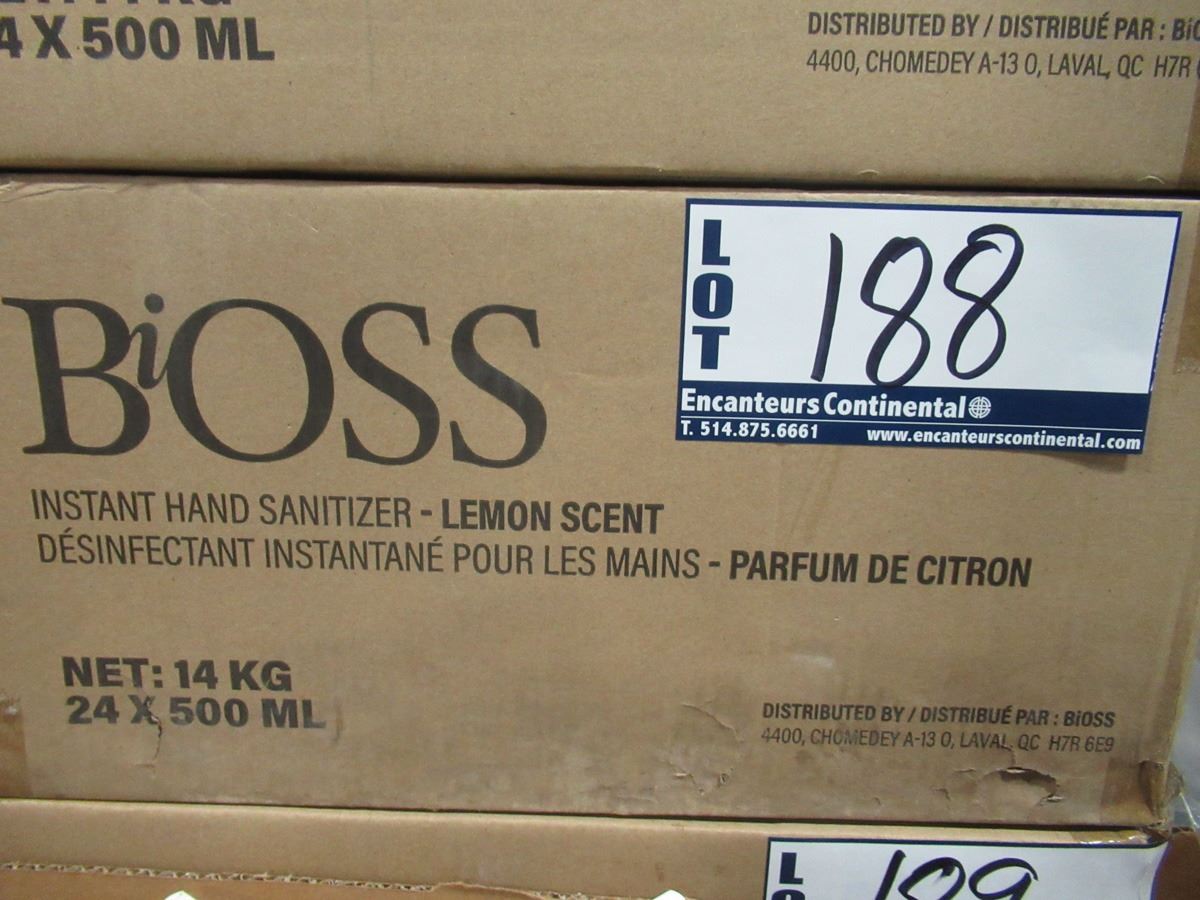 4 X 500 ML
DISTRIBUTED BY / DISTRIBUÉ PAR :
4400, CHOMEDEY A-13 O, LAVAL, QC H7R
LOT
188
Encanteurs Continental
T. 514.875.6661 www.encanteurscontinental.com
BiOSS
INSTANT HAND SANITIZER - LEMON SCENT
DÉSINFECTANT INSTANTANÉ POUR LES MAINS - PARFUM DE CITRON
NET: 14 KG
24 X 500 ML
DISTRIBUTED BY / DISTRIBUÉ PAR : BiOSS
4400, CHOMEDEY A-13 O, LAVAL, QC H7R 6E9